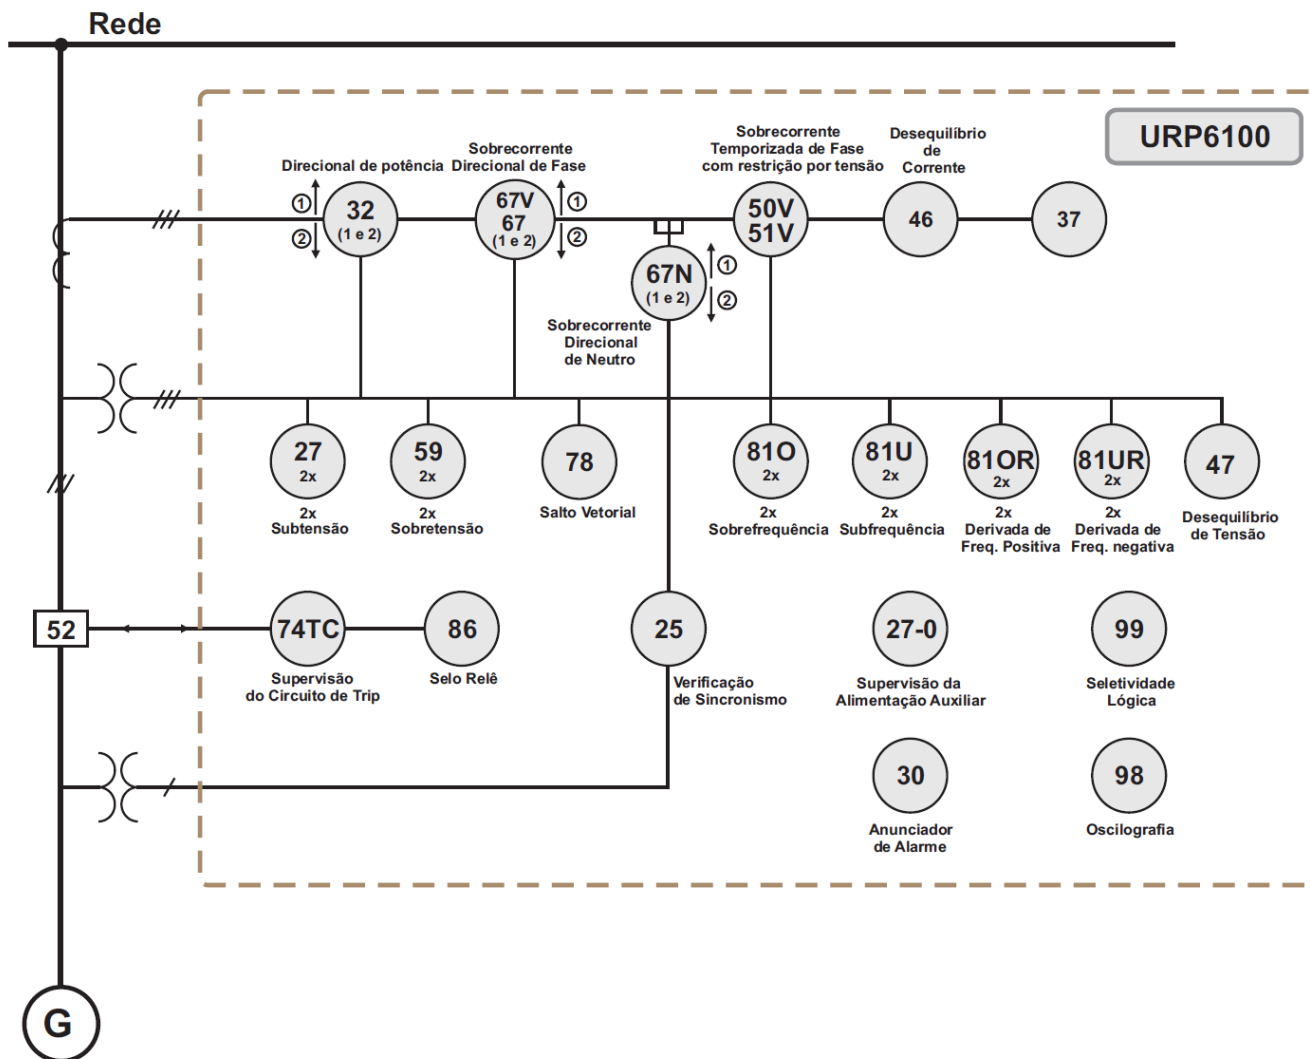 Rede
URP6100
Direcional de potência
Sobrecorrente
Direcional de Fase
Sobrecorrente
Temporizada de Fase
com restrição por tensão
Desequilíbrio
de
Corrente
1
2
32
(1 e 2)
67V
67
(1 e 2)
1
2
50V
51V
46
37
67N
(1 e 2)
1
2
Sobrecorrente
Direcional
de Neutro
27
2x
2x
Subtensão
59
2x
2x
Sobretensão
78
Salto Vetorial
81O
2x
2x
Sobrefrequência
81U
2x
2x
Subfrequência
81OR
2x
2x
Derivada de
Freq. Positiva
81UR
2x
2x
Derivada de
Freq. negativa
47
Desequilíbrio
de Tensão
52
74TC
Supervisão
do Circuito de Trip
86
Selo Relê
25
Verificação
de Sincronismo
27-0
Supervisão da
Alimentação Auxiliar
99
Seletividade
Lógica
30
Anunciador
de Alarme
98
Oscilografia
G